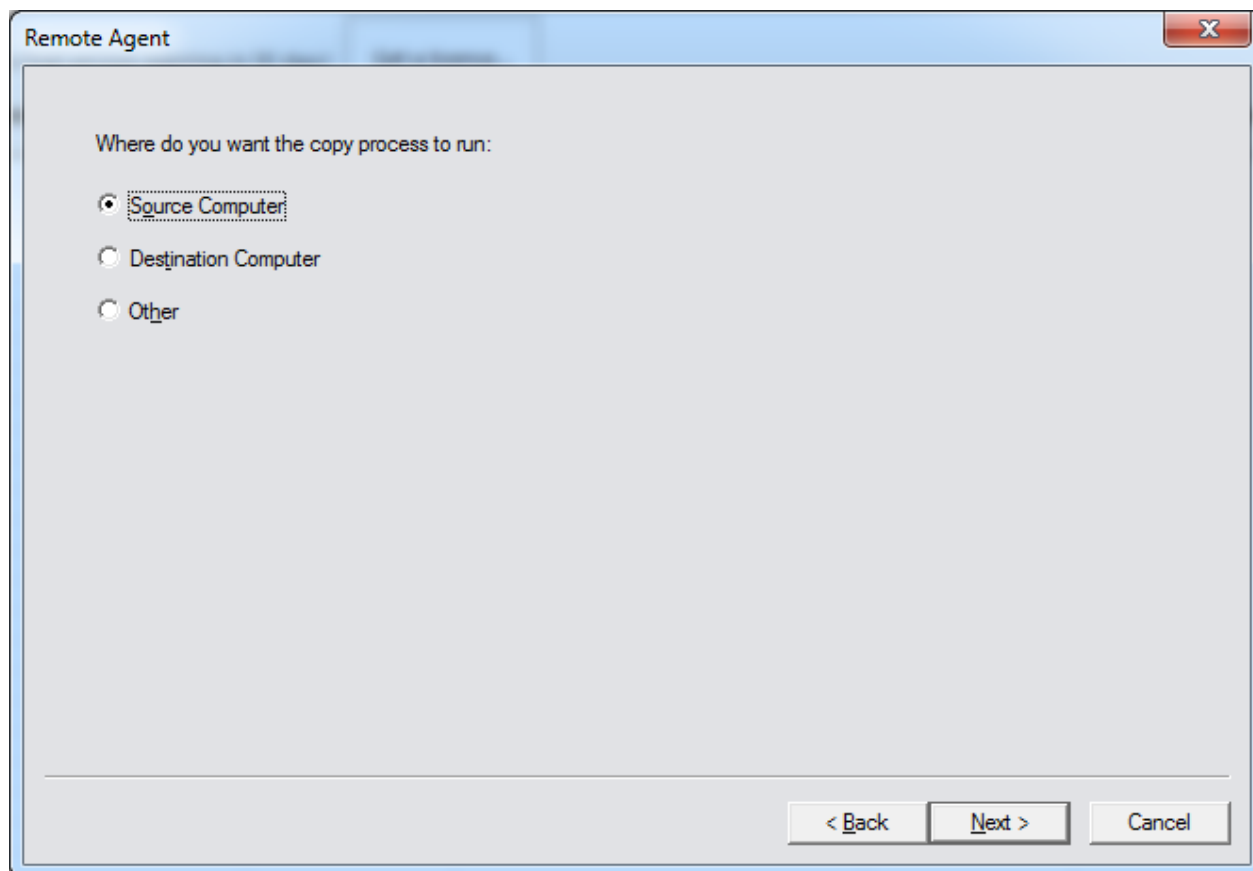 Remote Agent
Where do you want the copy process to run:
Source Computer
Destination Computer
Other
< Back
Next >
Cancel